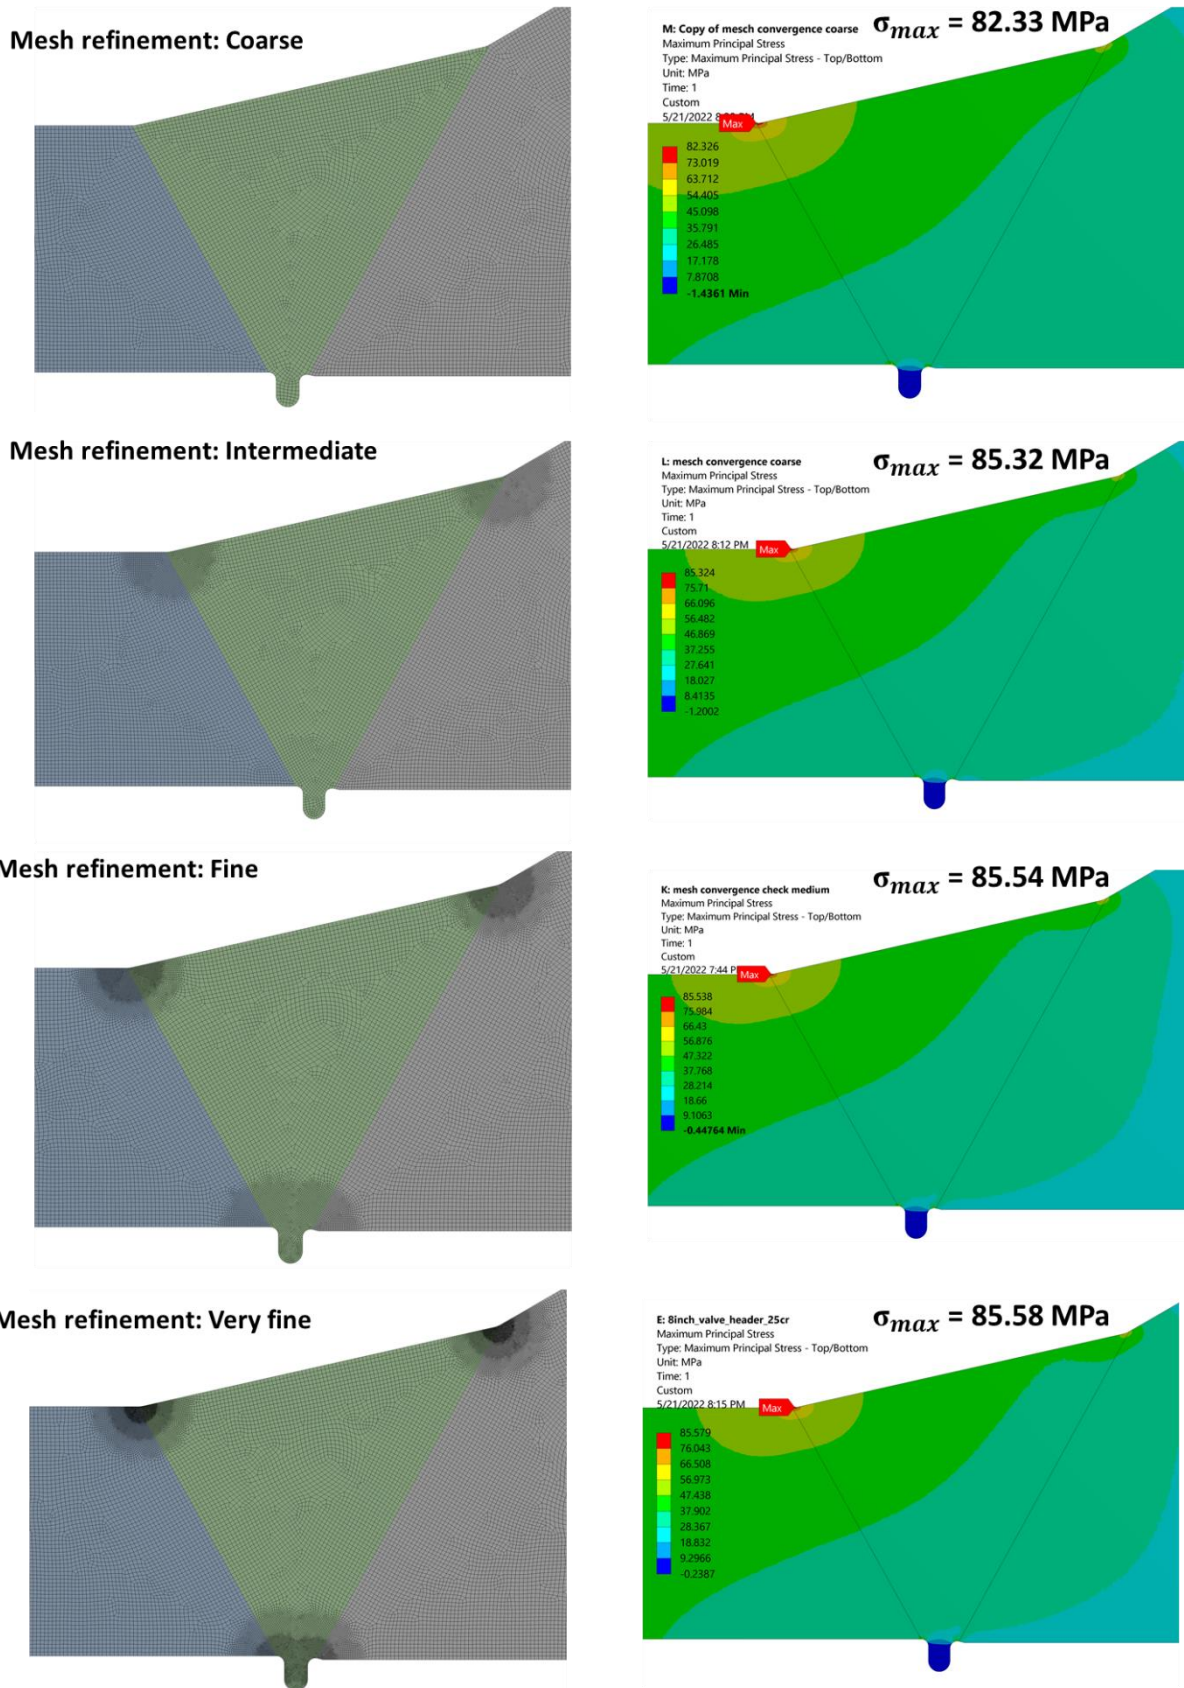 Mesh refinement: Coarse
M: Copy of mesch convergence coarse
σmax = 82.33 MPa
Maximum Principal Stress
Type: Maximum Principal Stress - Top/Bottom
Unit: MPa
Time: 1
Custom
5/21/2022
Max
82.326
73.019
63.712
54.405
45.098
35.791
26.485
17.178
7.8708
-1.4361 Min
Mesh refinement: Intermediate
L: mesch convergence coarse
σmax = 85.32 MPa
Maximum Principal Stress
Type: Maximum Principal Stress - Top/Bottom
Unit: MPa
Time: 1
Custom
5/21/2022 8:12 PM
Max
85.324
75.71
66.096
56.482
46.869
37.255
27.641
18.027
8.4135
-1.2002
Mesh refinement: Fine
K: mesh convergence check medium
σmax = 85.54 MPa
Maximum Principal Stress
Type: Maximum Principal Stress - Top/Bottom
Unit: MPa
Time: 1
Custom
5/21/2022 7:44 P
Max
85.538
75.984
66.43
56.876
47.322
37.768
28.214
18.66
9.1063
-0.44764 Min
Mesh refinement: Very fine
E: 8inch_valve_header_25cr
σmax = 85.58 MPa
Maximum Principal Stress
Type: Maximum Principal Stress - Top/Bottom
Unit: MPa
Time: 1
Custom
5/21/2022 8:15 PM
Max
85.579
76.043
66.508
56.973
47.438
37.902
28.367
18.832
9.2966
-0.2387